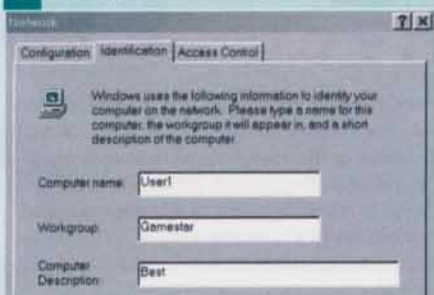 Network
Configuration Identification Access Control
Windows uses the following information to identify your
computer on the network. Please type a name for this
computer, the workgroup it will appear in, and a short
description of the computer.
Computer name: User1
Workgroup: Gamestar
Computer
Description: Best